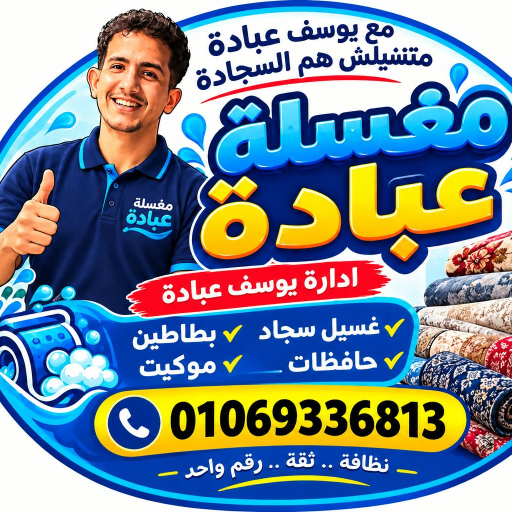 مع يوسف عبادة
متشيلش هم السجادة
مغسلة
عبادة
مغسلة
عبادة
ادارة يوسف عبادة
✓ غسيل سجاد ✓ بطاطين
✓ حافظات ✓ موكيت
01069336813
نظافة .. ثقة .. رقم واحد